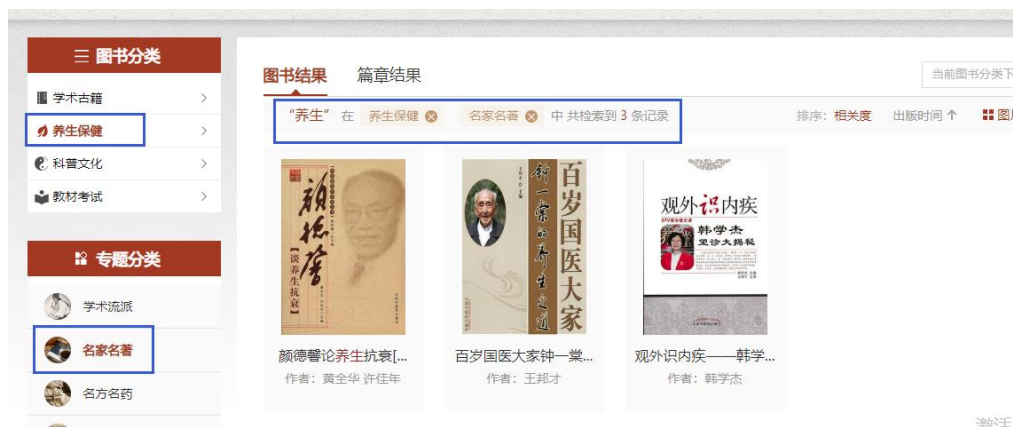 三 图书分类
学术古籍
养生保健
科普文化
教材考试
专题分类
学术流派
名家名著
名方名药
图书结果 篇章结果
当前图书分类下
“养生” 在 养生保健 名家名著 中 共检索到 3 条记录
排序: 相关度 出版时间 ↑
颜德馨
【谈养生抗衰】
百岁国医大家
钟一棠的养生之道
观外识内疾
韩学杰
望诊大揭秘
颜德馨论养生抗衰[...
作者: 黄全华 许佳年
百岁国医大家钟一棠...
作者: 王邦才
观外识内疾——韩学...
作者: 韩学杰
激活